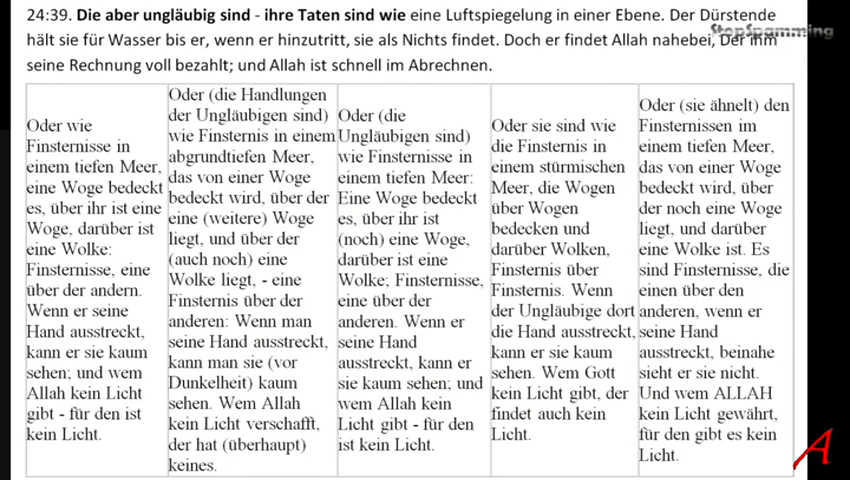 24:39. Die aber ungläubig sind - ihre Taten sind wie eine Luftspiegelung in einer Ebene. Der Dürstende
hält sie für Wasser bis er, wenn er hinzutritt, sie als Nichts findet. Doch er findet Allah nahebei, Der ihm
StopSpamming
seine Rechnung voll bezahlt; und Allah ist schnell im Abrechnen.
Oder wie
Finsternisse in
einem tiefen Meer,
eine Woge bedeckt
es, über ihr ist eine
Woge, darüber ist
eine Wolke:
Finsternisse, eine
über der andern.
Wenn er seine
Hand ausstreckt,
kann er sie kaum
sehen; und wem
Allah kein Licht
gibt - für den ist
kein Licht.
Oder (die Handlungen
der Ungläubigen sind)
wie Finsternis in einem
abgrundtiefen Meer,
das von einer Woge
bedeckt wird, über der
eine (weitere) Woge
liegt, und über der
(auch noch) eine
Wolke liegt, - eine
Finsternis über der
anderen: Wenn man
seine Hand ausstreckt,
kann man sie (vor
Dunkelheit) kaum
sehen. Wem Allah
kein Licht verschafft,
der hat (überhaupt)
keines.
Oder (die
Ungläubigen sind)
wie Finsternisse in
einem tiefen Meer:
Eine Woge bedeckt
es, über ihr ist
(noch) eine Woge,
darüber ist eine
Wolke; Finsternisse,
eine über der
anderen. Wenn er
seine Hand
ausstreckt, kann er
sie kaum sehen; und
wem Allah kein
Licht gibt - für den
ist kein Licht.
Oder sie sind wie
die Finsternis in
einem stürmischen
Meer, die Wogen
über Wogen
bedecken und
darüber Wolken,
Finsternis über
Finsternis. Wenn
der Ungläubige dort
die Hand ausstreckt,
kann er sie kaum
sehen. Wem Gott
kein Licht gibt, der
findet auch kein
Licht.
Oder (sie ähnelt) den
Finsternissen im
einem tiefen Meer,
das von einer Woge
bedeckt wird, über
der noch eine Woge
liegt, und darüber
eine Wolke ist. Es
sind Finsternisse, die
einen über den
anderen, wenn er
seine Hand
ausstreckt, beinahe
sieht er sie nicht.
Und wem ALLAH
kein Licht gewährt,
für den gibt es kein
Licht.
A